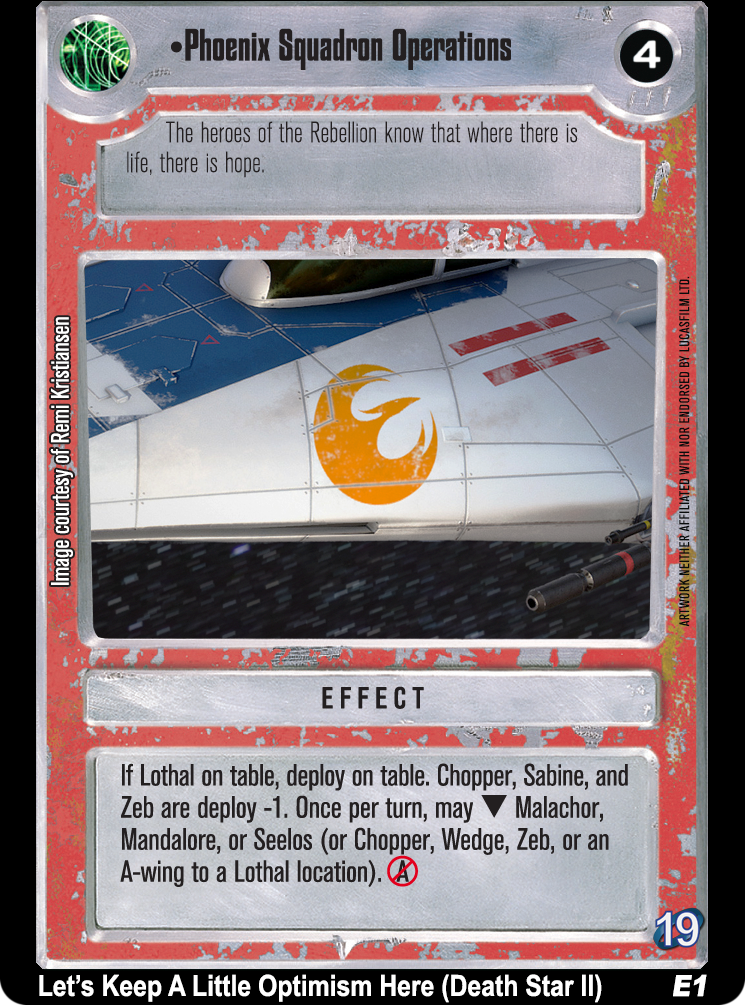 •Phoenix Squadron Operations
4
The heroes of the Rebellion know that where there is
life, there is hope.
Image courtesy of Remi Kristiansen
ARTWORK NEITHER AFFILIATED WITH NOR ENDORSED BY LUCASFILM LTD.
EFFECT
If Lothal on table, deploy on table. Chopper, Sabine, and
Zeb are deploy -1. Once per turn, may ▼ Malachor,
Mandalore, or Seelos (or Chopper, Wedge, Zeb, or an
A-wing to a Lothal location). A
19
Let's Keep A Little Optimism Here (Death Star II)
E1